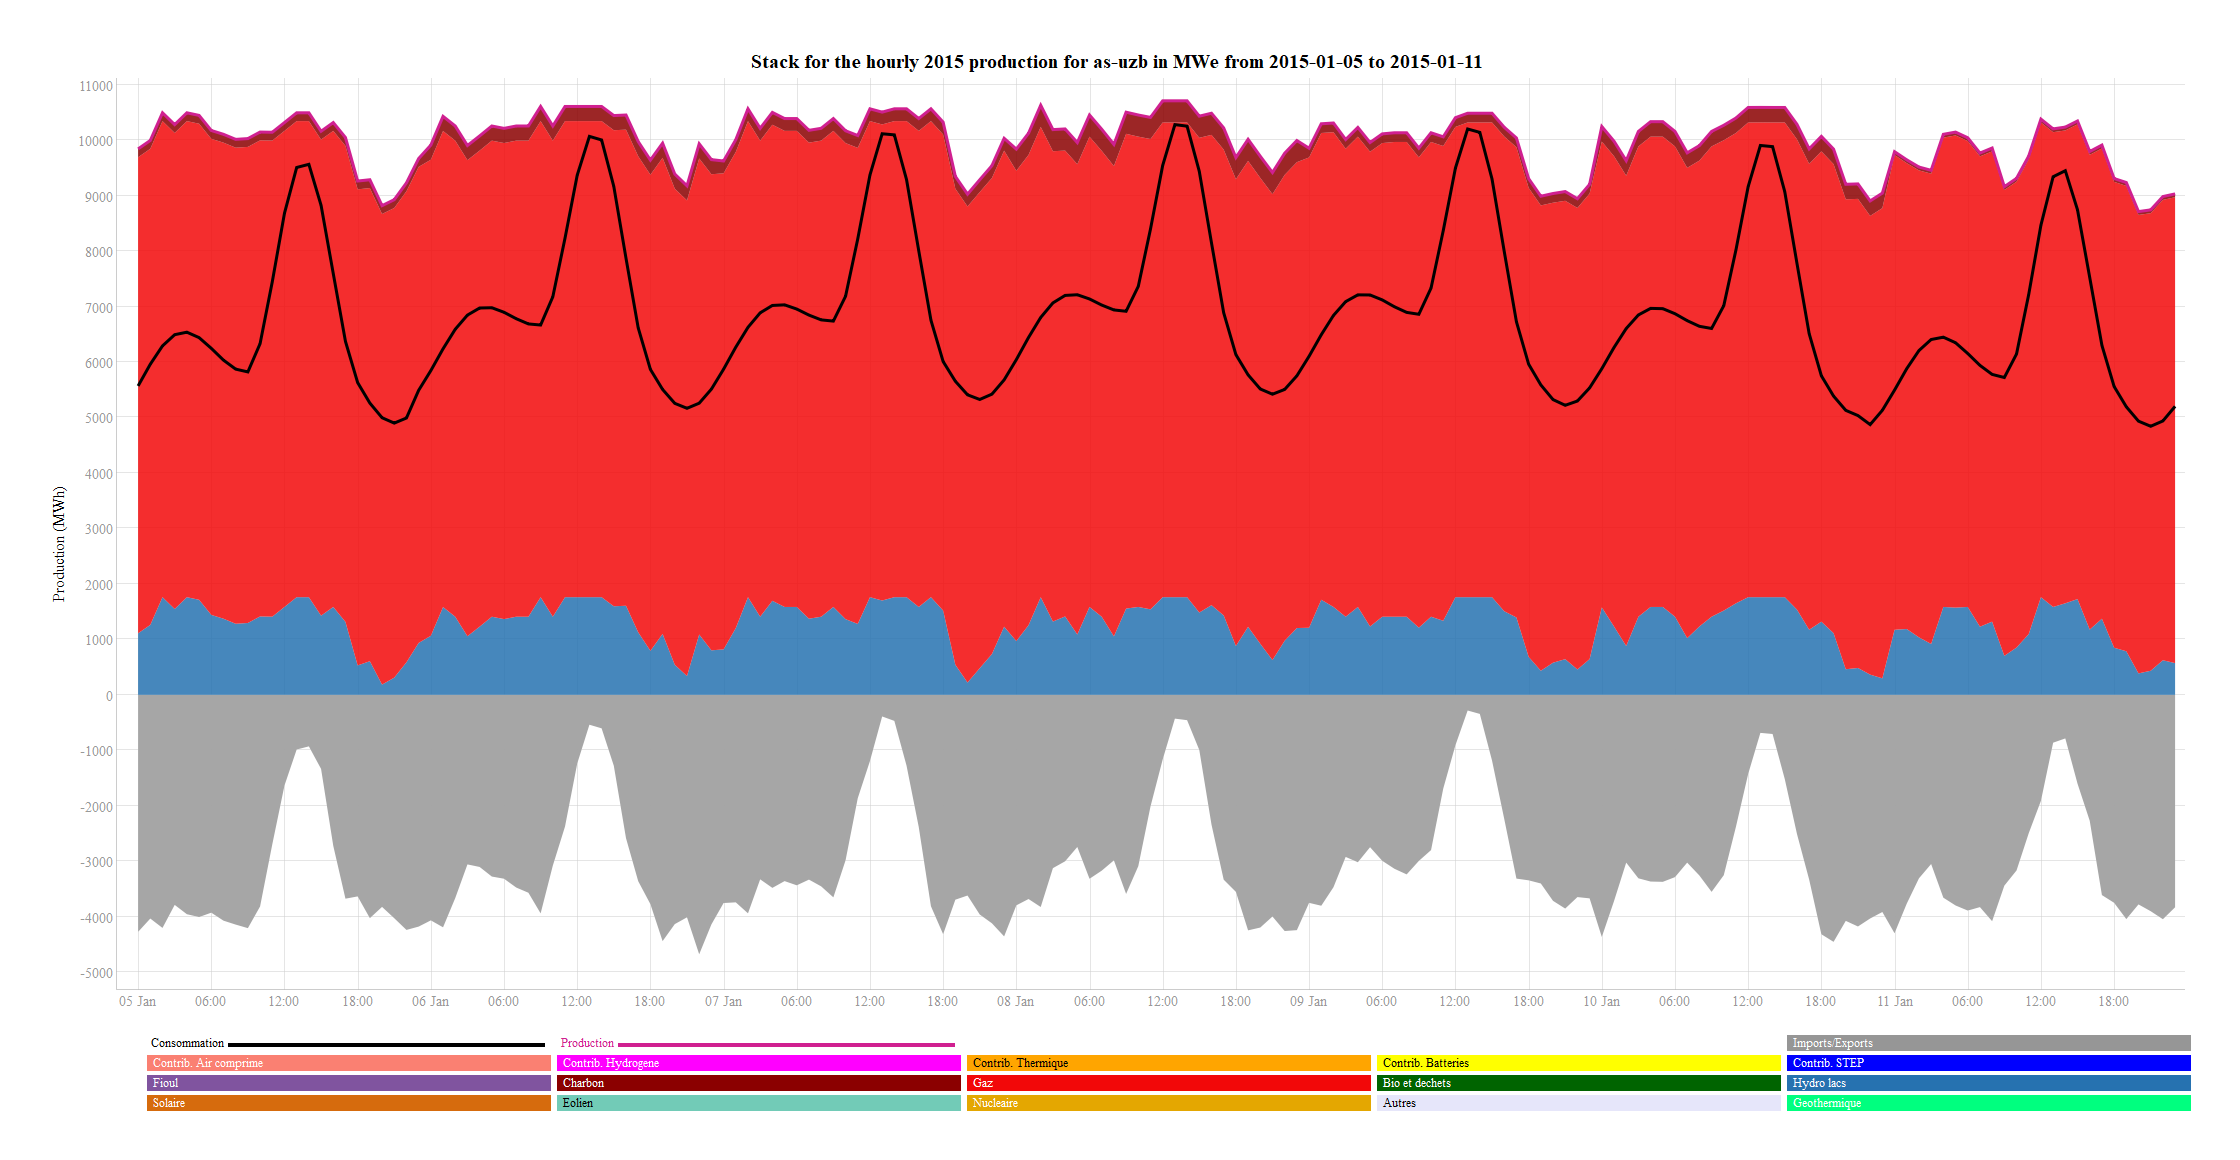 Stack for the hourly 2015 production for as-uzb in MWe from 2015-01-05 to 2015-01-11
11000
10000
9000
8000
7000
6000
5000
4000
3000
2000
1000
0
-1000
-2000
-3000
-4000
-5000
Production (MWh)
05 Jan 06:00 12:00 18:00 06 Jan 06:00 12:00 18:00 07 Jan 06:00 12:00 18:00 08 Jan 06:00 12:00 18:00 09 Jan 06:00 12:00 18:00 10 Jan 06:00 12:00 18:00 11 Jan 06:00 12:00 18:00
Consommation Production Imports/Exports
Contrib. Air comprime Contrib. Hydrogene Contrib. Thermique Contrib. Batteries Contrib. STEP
Fioul Charbon Gaz Bio et dechets Hydro lacs
Solaire Eolien Nucleaire Autres Geothermique